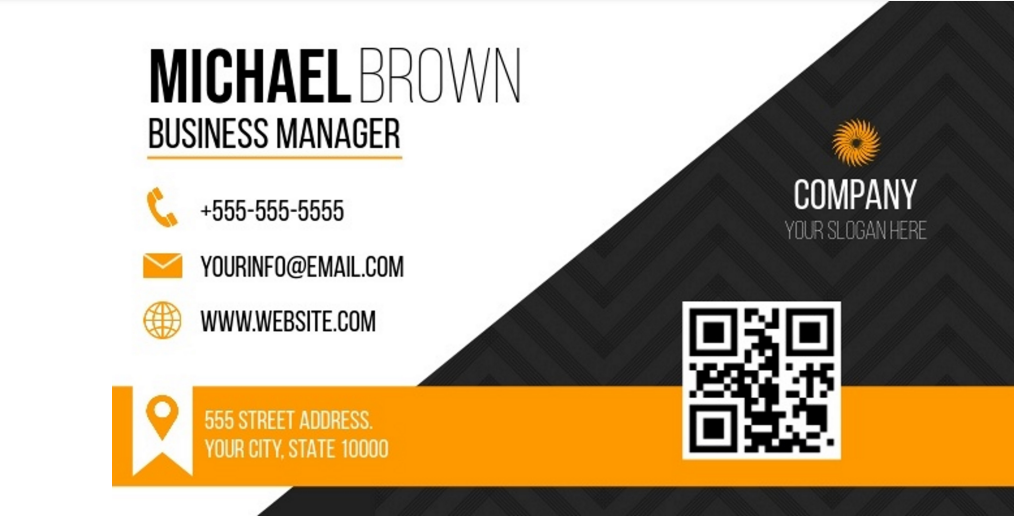 MICHAEL BROWN
BUSINESS MANAGER
+555-555-5555
YOURINFO@EMAIL.COM
WWW.WEBSITE.COM
555 STREET ADDRESS.
YOUR CITY, STATE 10000
COMPANY
YOUR SLOGAN HERE